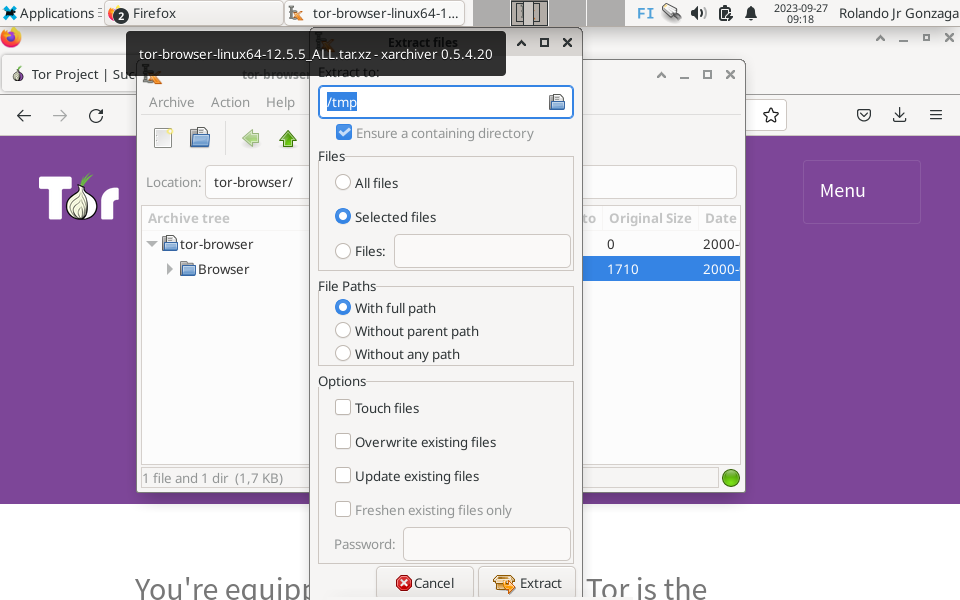 Applications
2 Firefox
tor-browser-linux64-1...
FI
2023-09-27
09:18
Rolando Jr Gonzaga
Extract files
tor-browser-linux64-12.5.5_ALL.tar.xz - xarchiver 0.5.4.20
Tor Project | Suc
tor-brows
Extract to:
/tmp
Archive Action Help
Ensure a containing directory
Files
All files
Location: tor-browser/
Menu
Tor
Selected files
Archive tree
to Original Size Date
tor-browser
0 2000-
Files:
Browser
1710 2000-
File Paths
With full path
Without parent path
Without any path
Options
Touch files
Overwrite existing files
Update existing files
1 file and 1 dir (1,7 KB)
Freshen existing files only
Password:
Cancel Extract
You're equip Tor is the